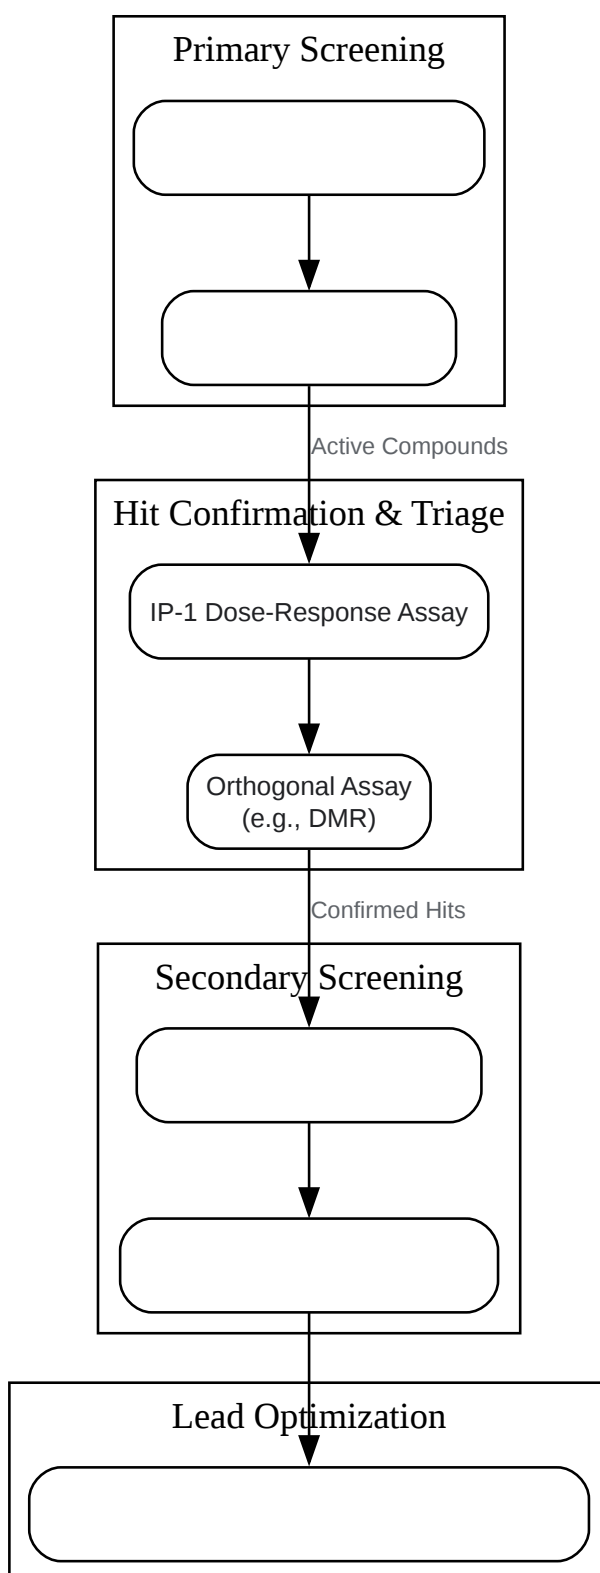 Primary Screening
Active Compounds
Hit Confirmation & Triage
IP-1 Dose-Response Assay
Orthogonal Assay
(e.g., DMR)
Confirmed Hits
Secondary Screening
Lead Optimization